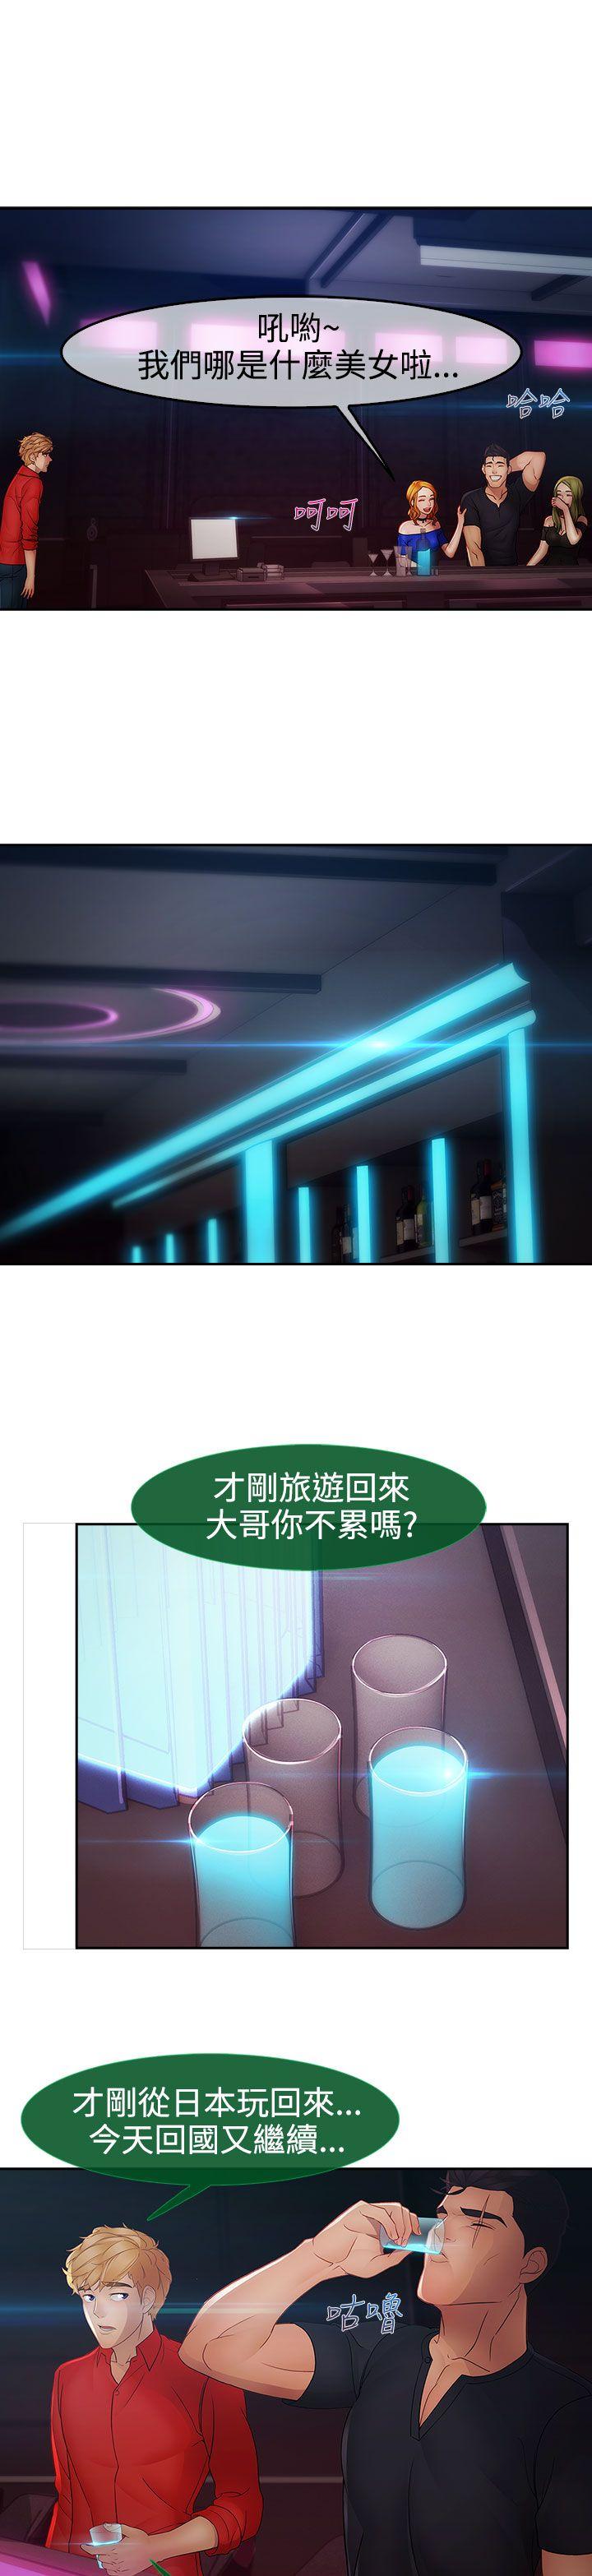 吼喲~
我們哪是什麼美女啦...
哈哈
呵呵
才剛旅遊回來
大哥你不累嗎?
才剛從日本玩回來...
今天回國又繼續...
咕嚕